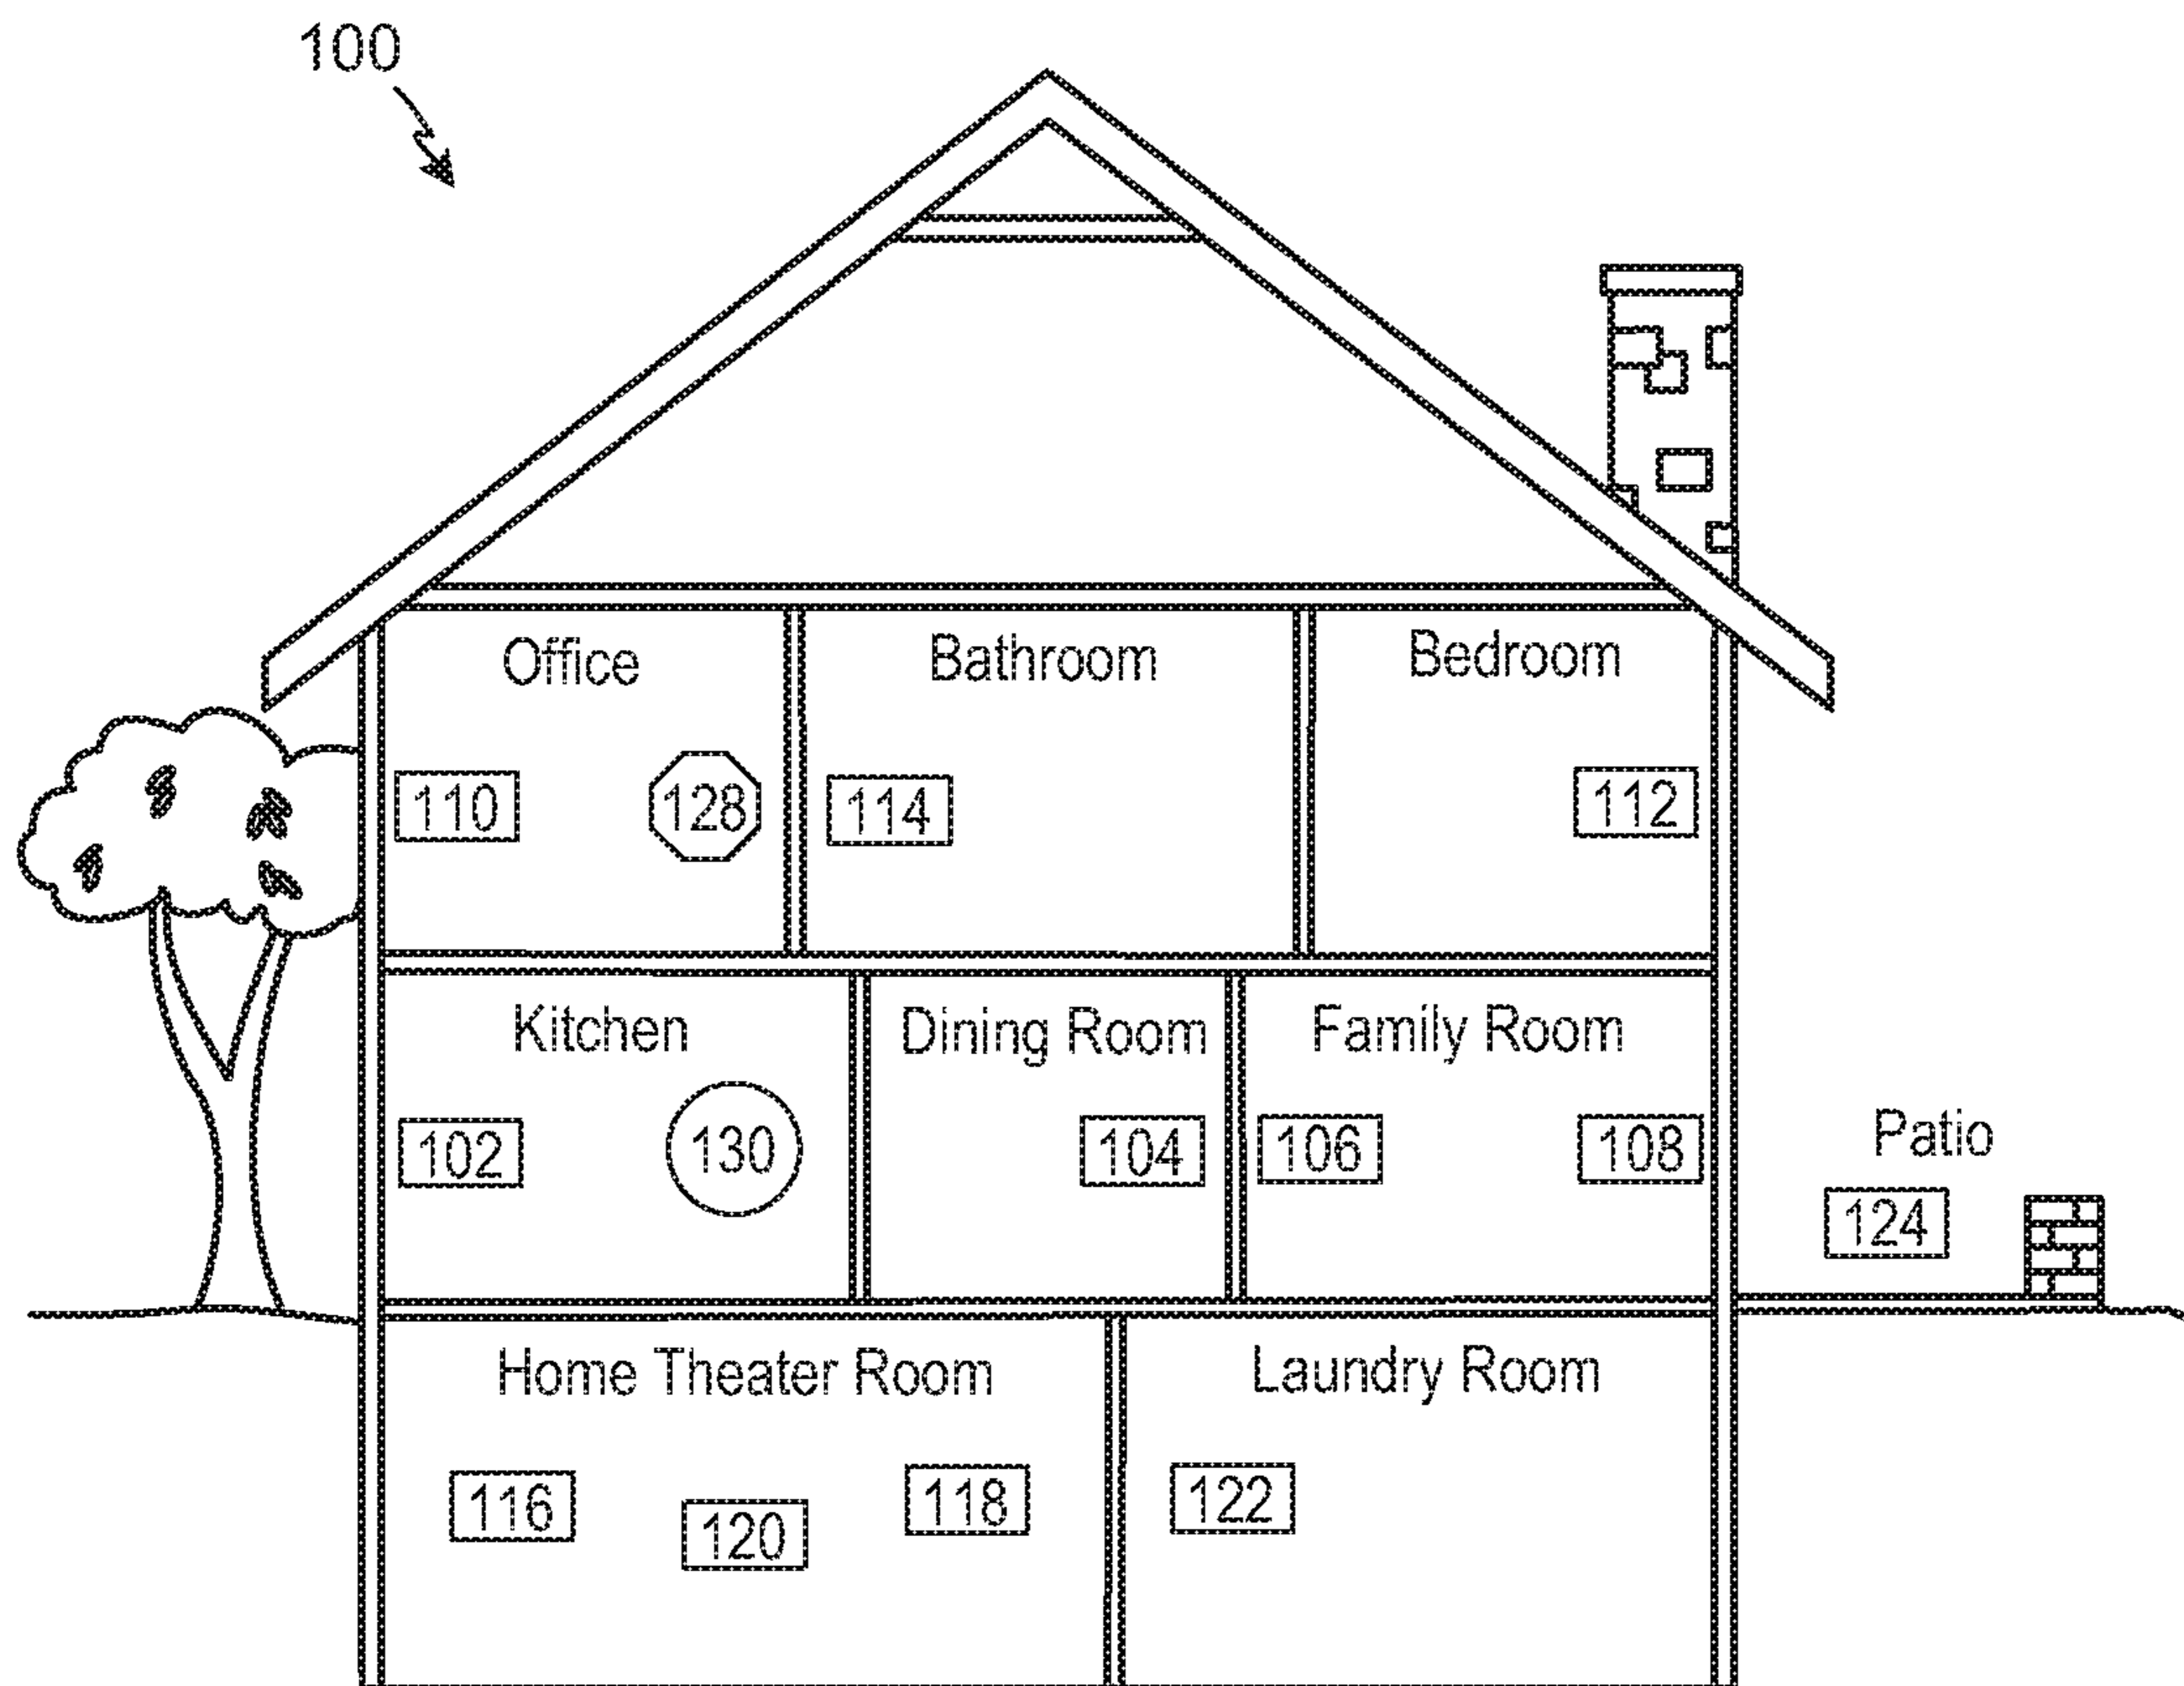 100
Office
Bathroom
Bedroom
110
128
114
112
Kitchen
Dining Room
Family Room
102
130
104
106
108
Patio
124
Home Theater Room
Laundry Room
116
120
118
122